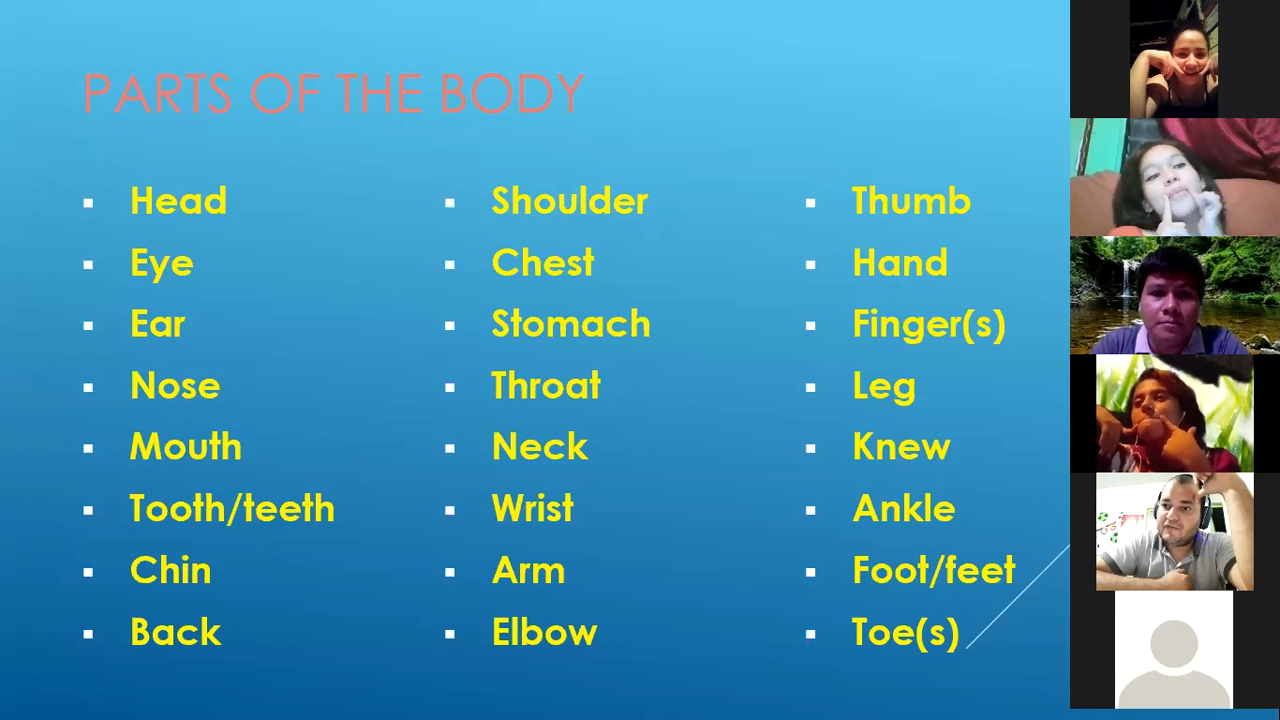 PARTS OF THE BODY
Head
Eye
Ear
Nose
Mouth
Tooth/teeth
Chin
Back
Shoulder
Chest
Stomach
Throat
Neck
Wrist
Arm
Elbow
Thumb
Hand
Finger(s)
Leg
Knew
Ankle
Foot/feet
Toe(s)